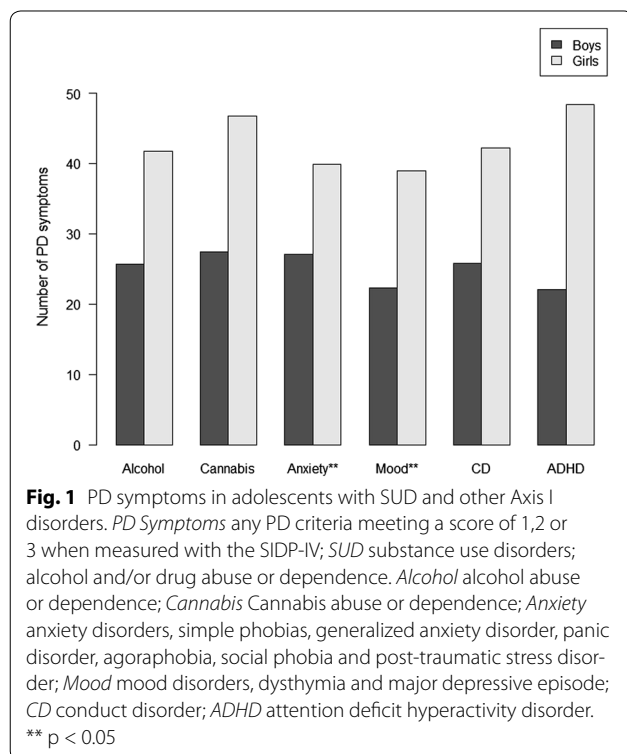 Boys
Girls
50
40
30
20
10
0
Number of PD symptoms
Alcohol Cannabis Anxiety** Mood** CD ADHD
Fig. 1 PD symptoms in adolescents with SUD and other Axis I
disorders. PD Symptoms any PD criteria meeting a score of 1,2 or
3 when measured with the SIDP-IV; SUD substance use disorders;
alcohol and/or drug abuse or dependence. Alcohol alcohol abuse
or dependence; Cannabis Cannabis abuse or dependence; Anxiety
anxiety disorders, simple phobias, generalized anxiety disorder, panic
disorder, agoraphobia, social phobia and post-traumatic stress disor-
der; Mood mood disorders, dysthymia and major depressive episode;
CD conduct disorder; ADHD attention deficit hyperactivity disorder.
** p < 0.05